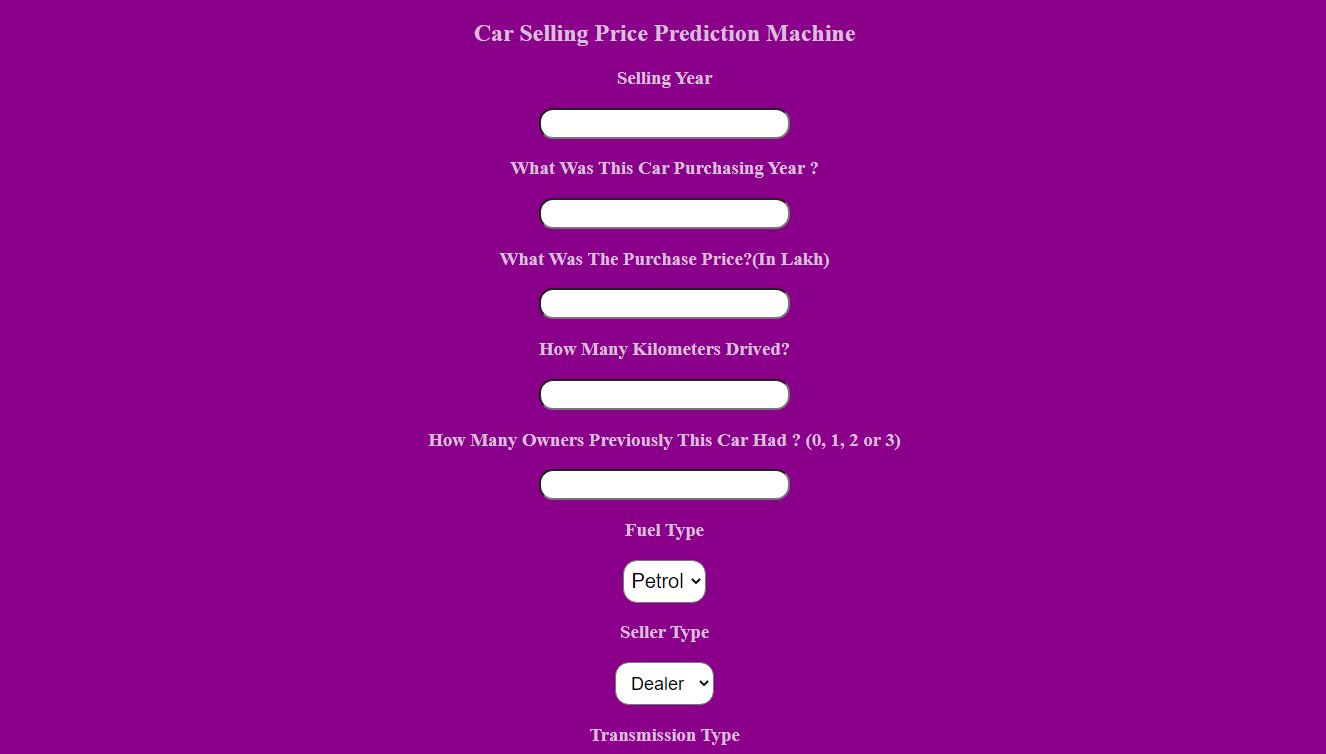 Car Selling Price Prediction Machine
Selling Year
What Was This Car Purchasing Year ?
What Was The Purchase Price?(In Lakh)
How Many Kilometers Drived?
How Many Owners Previously This Car Had ? (0, 1, 2 or 3)
Fuel Type
Petrol
Seller Type
Dealer
Transmission Type